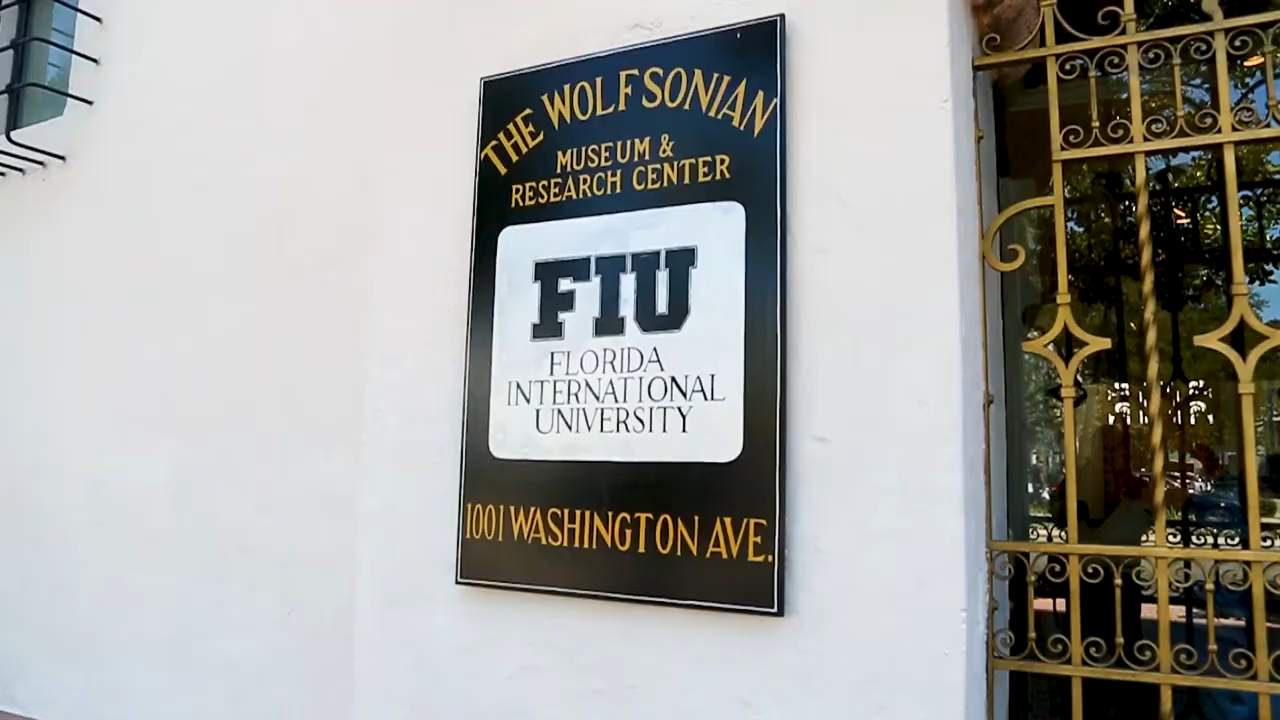 THE WOLFSONIAN
MUSEUM &
RESEARCH CENTER
FIU
FLORIDA
INTERNATIONAL
UNIVERSITY
1001 WASHINGTON AVE.